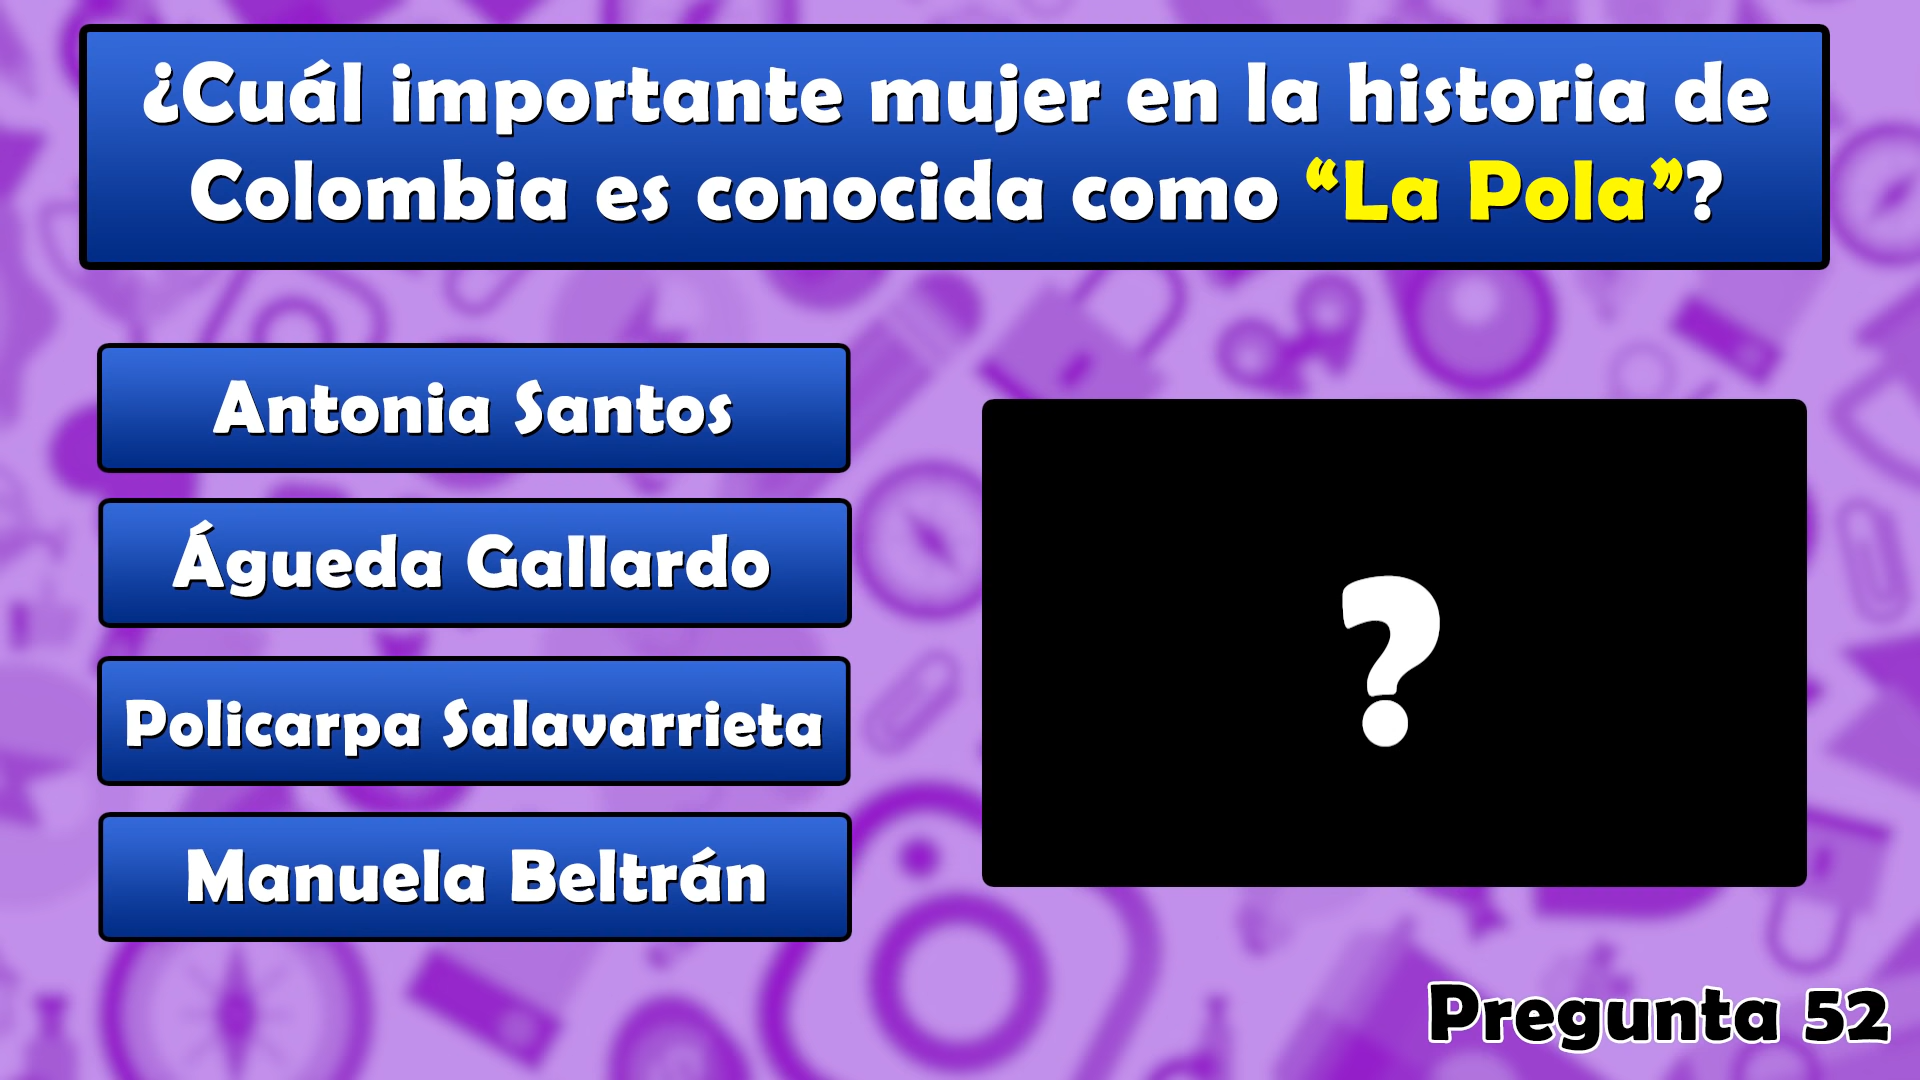 ¿Cuál importante mujer en la historia de
Colombia es conocida como “La Pola”?
Antonia Santos
Águeda Gallardo
Policarpa Salavarrieta
Manuela Beltrán
?
Pregunta 52